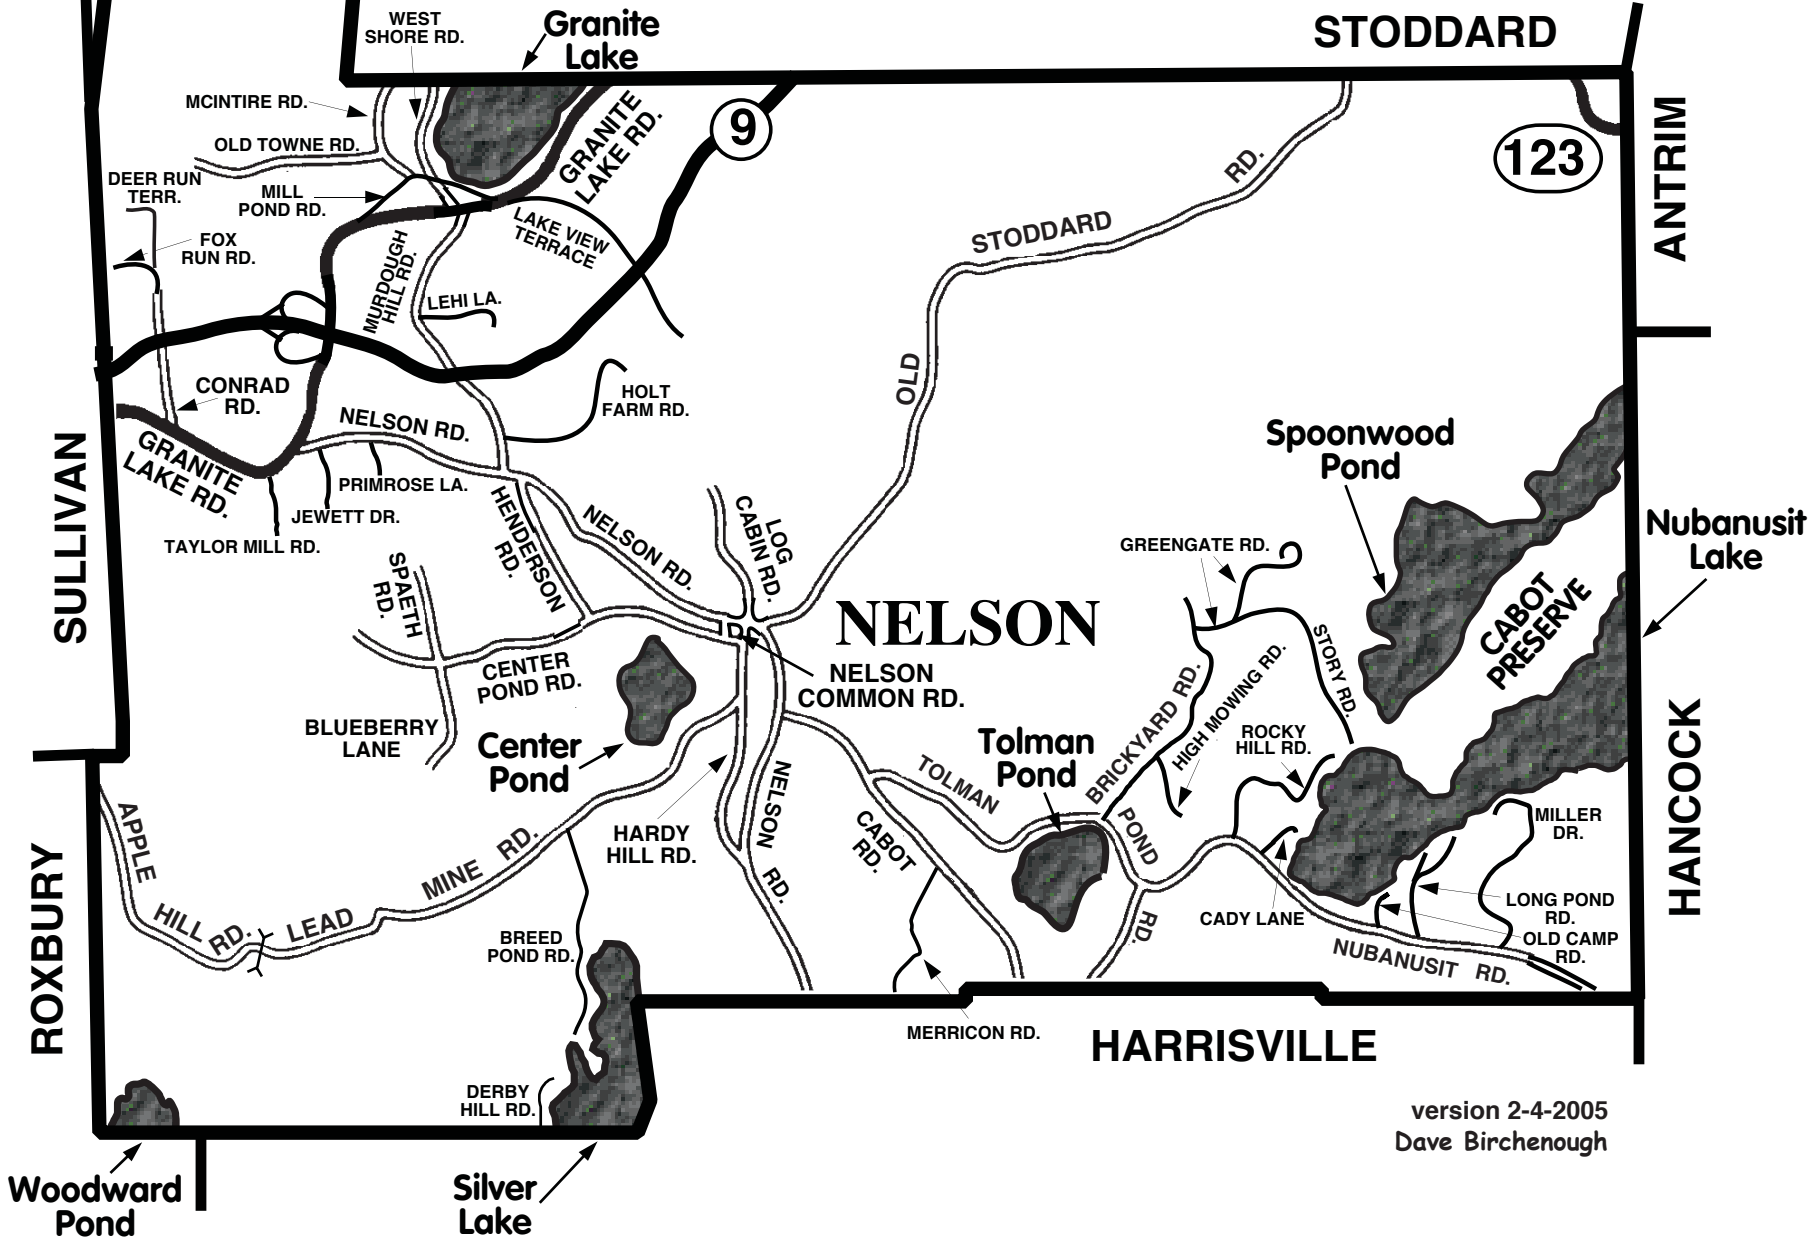 WEST
SHORE RD.
Granite
Lake
STODDARD
MCINTIRE RD.
GRANITE
LAKE RD.
9
123
ANTRIM
OLD TOWNE RD.
DEER RUN
TERR.
MILL
POND RD.
LAKE VIEW
TERRACE
FOX
RUN RD.
MURDOUGH
HILL RD.
LEHI LA.
OLD
STODDARD
RD.
CONRAD
RD.
HOLT
FARM RD.
NELSON RD.
GRANITE
LAKE RD.
PRIMROSE LA.
JEWETT DR.
TAYLOR MILL RD.
SULLIVAN
HENDERSON
RD.
NELSON RD.
LOG
CABIN RD.
Spoonwood
Pond
Nubanusit
Lake
GREENGATE RD.
CABOT
PRESERVE
SPAETH
RD.
NELSON
NELSON
COMMON RD.
CENTER
POND RD.
BLUEBERRY
LANE
Center
Pond
STORY RD.
HIGH MOWING RD.
BRICKYARD RD.
ROCKY
HILL RD.
Tolman
Pond
HANCOCK
TOLMAN
POND
RD.
NELSON
RD.
CABOT
RD.
HARDY
HILL RD.
MILLER
DR.
APPLE
HILL RD.
LEAD
MINE RD.
ROXBURY
BREED
POND RD.
CADY LANE
LONG POND
RD.
OLD CAMP
RD.
NUBANUSIT RD.
MERRICON RD.
HARRISVILLE
DERBY
HILL RD.
version 2-4-2005
Dave Birchenough
Woodward
Pond
Silver
Lake